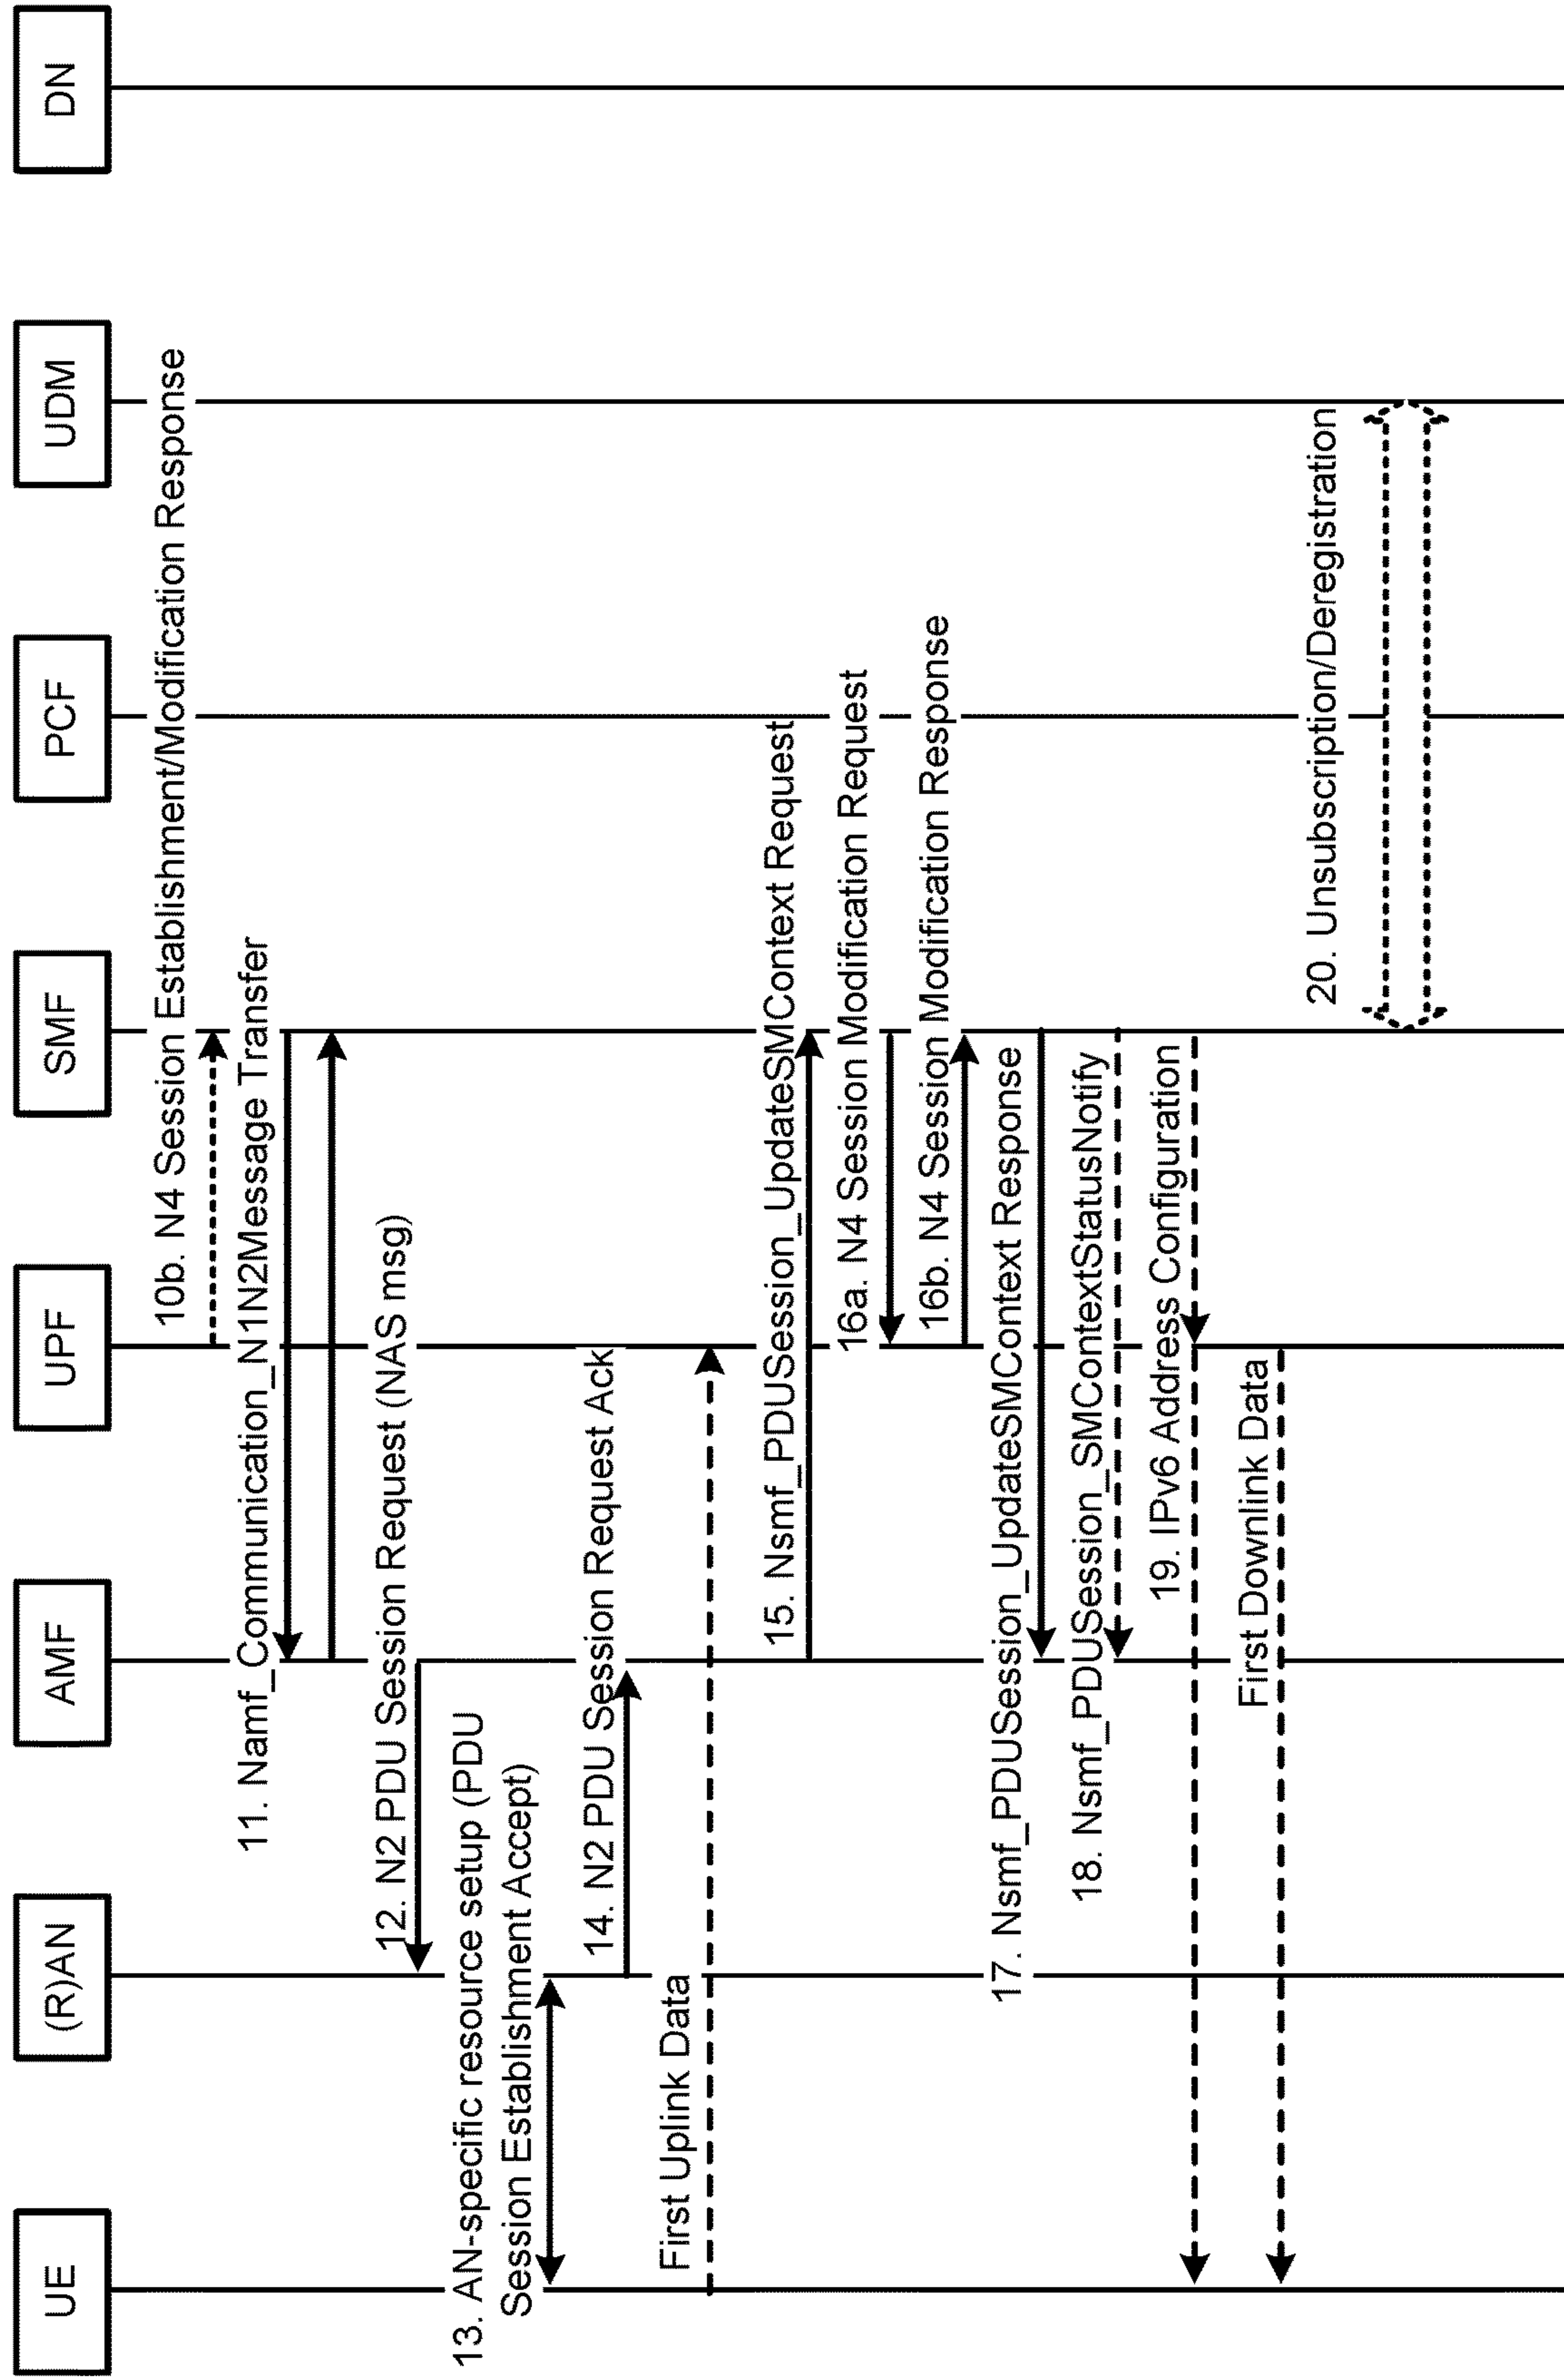 UE
(R)AN
AMF
UPF
SMF
PCF
UDM
DN
10b. N4 Session Establishment/Modification Response
11. Namf_Communication_N1N2Message Transfer
12. N2 PDU Session Request (NAS msg)
13. AN-specific resource setup (PDU
Session Establishment Accept)
14. N2 PDU Session Request Ack
First Uplink Data
15. Nsmf_PDUSession_UpdateSMContext Request
16a. N4 Session Modification Request
16b. N4 Session Modification Response
17. Nsmf_PDUSession_UpdateSMContext Response
18. Nsmf_PDUSession_SMContextStatusNotify
19. IPv6 Address Configuration
First Downlink Data
20. Unsubscription/Deregistration